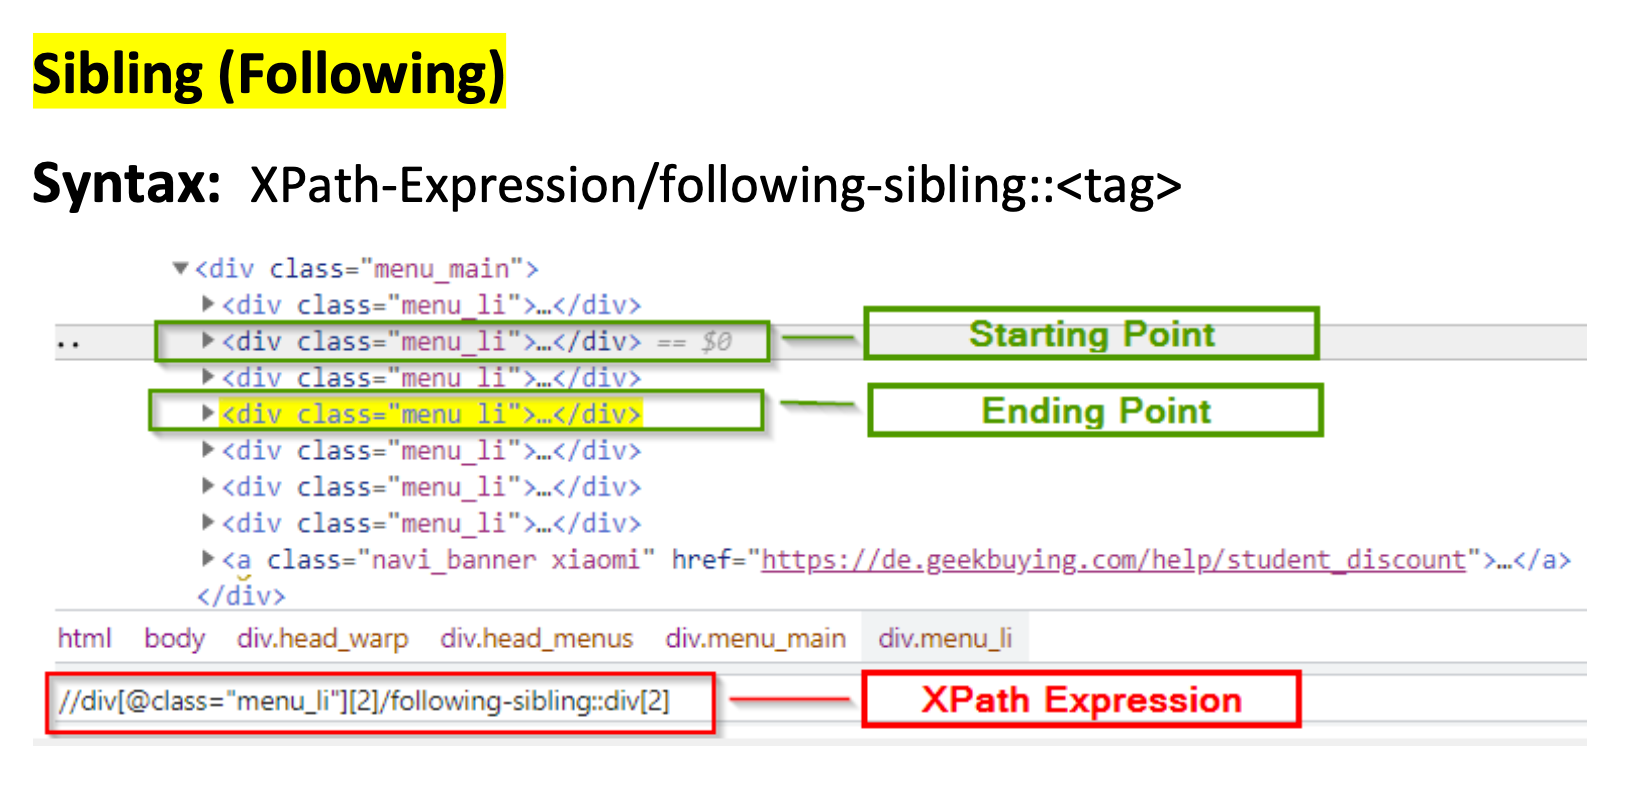 Sibling (Following)
Syntax: XPath-Expression/following-sibling::<tag>
▼<div class="menu_main">
▶<div class="menu_li">…</div>
.. ▶<div class="menu_li">…</div> == $0 Starting Point
▶<div class="menu_li">…</div>
▶<div class="menu_li">…</div> Ending Point
▶<div class="menu_li">…</div>
▶<div class="menu_li">…</div>
▶<div class="menu_li">…</div>
▶<a class="navi_banner xiaomi" href="https://de.geekbuying.com/help/student_discount">…</a>
</div>
html body div.head_warp div.head_menus div.menu_main div.menu_li
//div[@class="menu_li"][2]/following-sibling::div[2] XPath Expression